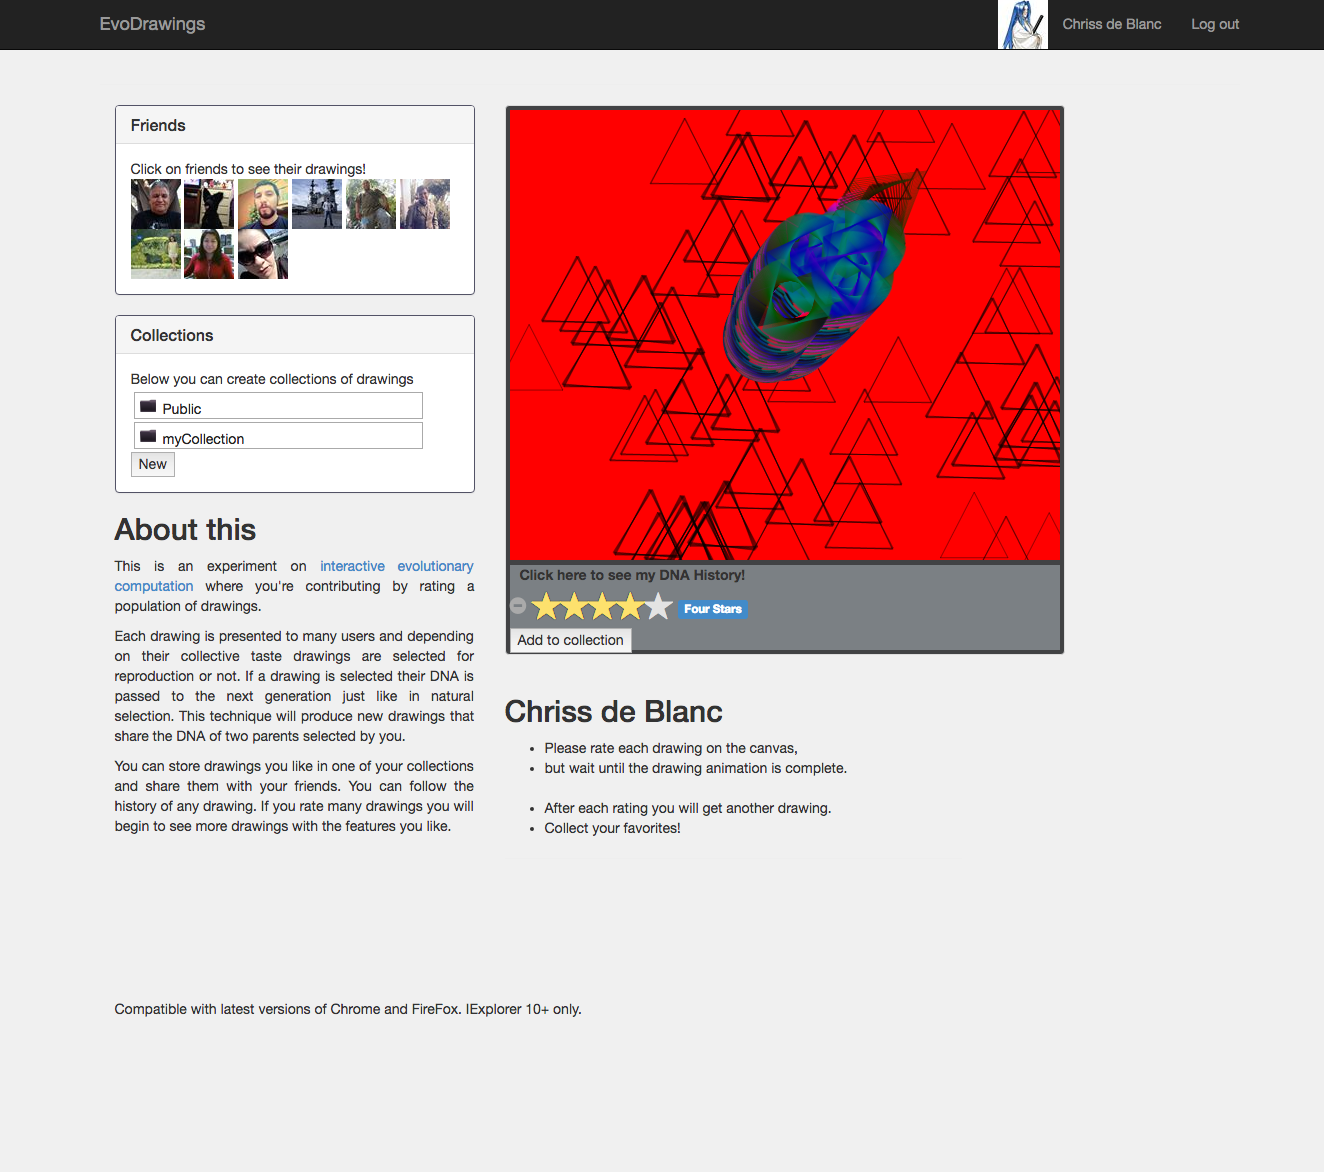 EvoDrawings
Chriss de Blanc
Log out
Friends
Click on friends to see their drawings!
Collections
Below you can create collections of drawings
Public
myCollection
New
About this
This is an experiment on interactive evolutionary
computation where you're contributing by rating a
population of drawings.
Each drawing is presented to many users and depending
on their collective taste drawings are selected for
reproduction or not. If a drawing is selected their DNA is
passed to the next generation just like in natural
selection. This technique will produce new drawings that
share the DNA of two parents selected by you.
You can store drawings you like in one of your collections
and share them with your friends. You can follow the
history of any drawing. If you rate many drawings you will
begin to see more drawings with the features you like.
Click here to see my DNA History!
Four Stars
Add to collection
Chriss de Blanc
Please rate each drawing on the canvas,
but wait until the drawing animation is complete.
After each rating you will get another drawing.
Collect your favorites!
Compatible with latest versions of Chrome and FireFox. IExplorer 10+ only.